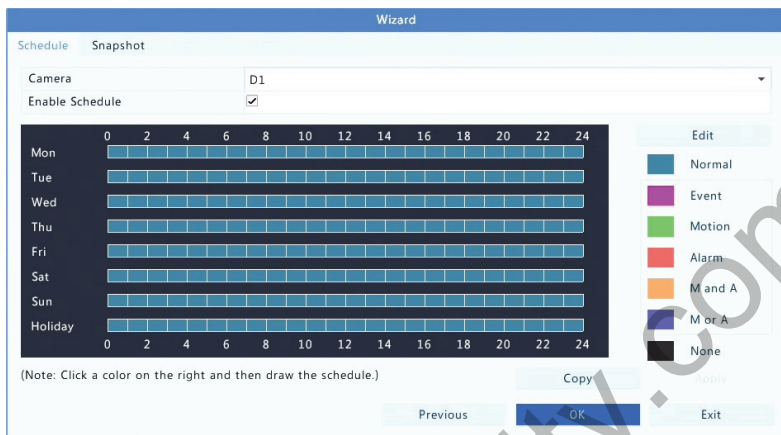 Wizard
Schedule Snapshot
Camera D1
Enable Schedule
0 2 4 6 8 10 12 14 16 18 20 22 24
Edit
Mon
Normal
Tue
Wed
Event
Thu
Motion
Fri
Alarm
Sat
M and A
Sun
Holiday
M or A
0 2 4 6 8 10 12 14 16 18 20 22 24
None
(Note: Click a color on the right and then draw the schedule.)
Copy
Apply
Previous OK Exit